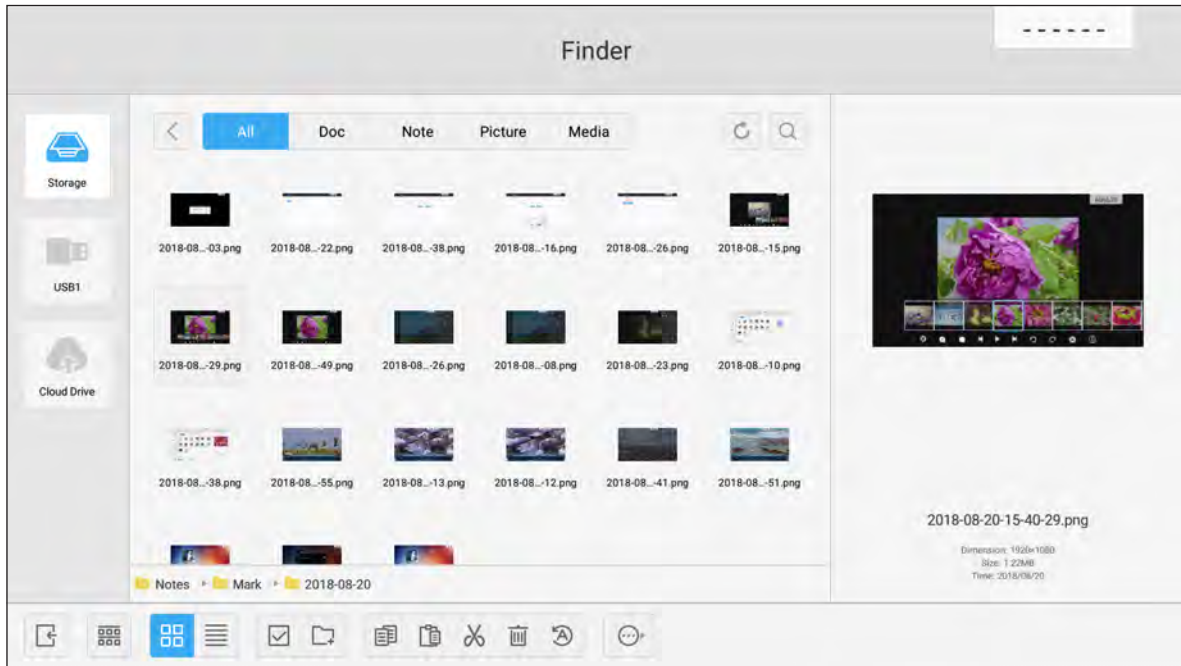 Finder
------
All Doc Note Picture Media
Storage
USB1
Cloud Drive
2018-08...-03.png 2018-08...-22.png 2018-08...-38.png 2018-08...-16.png 2018-08...-26.png 2018-08...-15.png
2018-08...-29.png 2018-08...-49.png 2018-08...-26.png 2018-08...-08.png 2018-08...-23.png 2018-08...-10.png
2018-08...-38.png 2018-08...-55.png 2018-08...-13.png 2018-08...-12.png 2018-08...-41.png 2018-08...-51.png
Notes Mark 2018-08-20
2018-08-20-15-40-29.png
Dimension: 1920×1080
Size: 1.22MB
Time: 2018/08/20